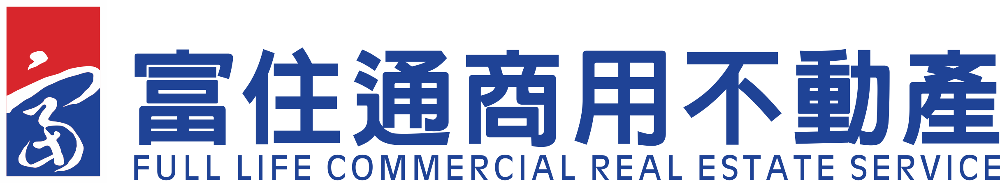 富住通商用不動產
FULL LIFE COMMERCIAL REAL ESTATE SERVICE